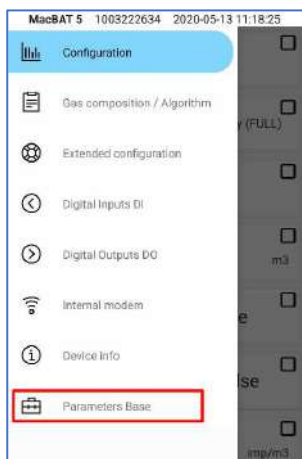 MacBAT 5 1003222634 2020-05-13 11:18:25
Configuration
Gas composition / Algorithm
y (FULL)
Extended configuration
Digital Inputs DI
Digital Outputs DO
m3
Internal modem
e
Device info
lse
Parameters Base
imp/m3